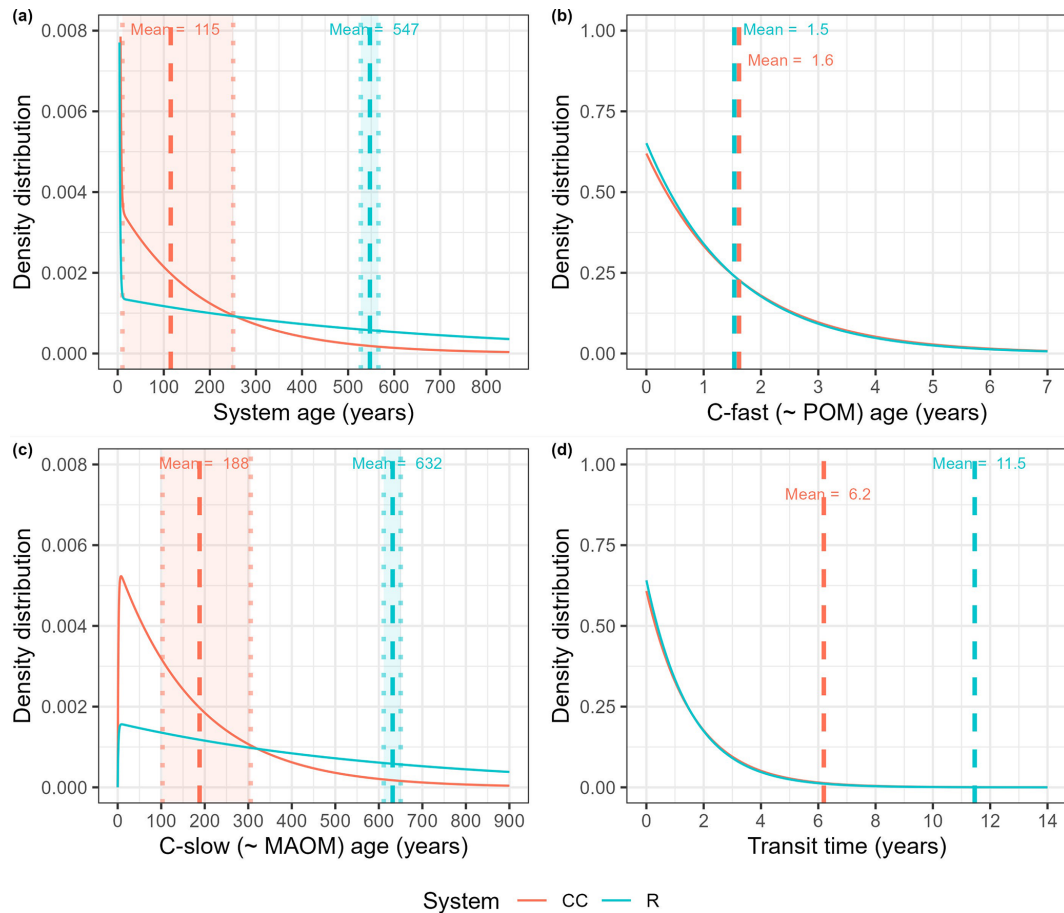 (a)
Mean = 115
Mean = 547
0.008
0.006
0.004
0.002
0.000
Density distribution
0 100 200 300 400 500 600 700 800
System age (years)
(b)
Mean = 1.5
Mean = 1.6
1.00
0.75
0.50
0.25
0.00
Density distribution
0 1 2 3 4 5 6 7
C-fast (~ POM) age (years)
(c)
Mean = 188
Mean = 632
0.008
0.006
0.004
0.002
0.000
Density distribution
0 100 200 300 400 500 600 700 800 900
C-slow (~ MAOM) age (years)
(d)
Mean = 11.5
Mean = 6.2
1.00
0.75
0.50
0.25
0.00
Density distribution
0 2 4 6 8 10 12 14
Transit time (years)
System CC R